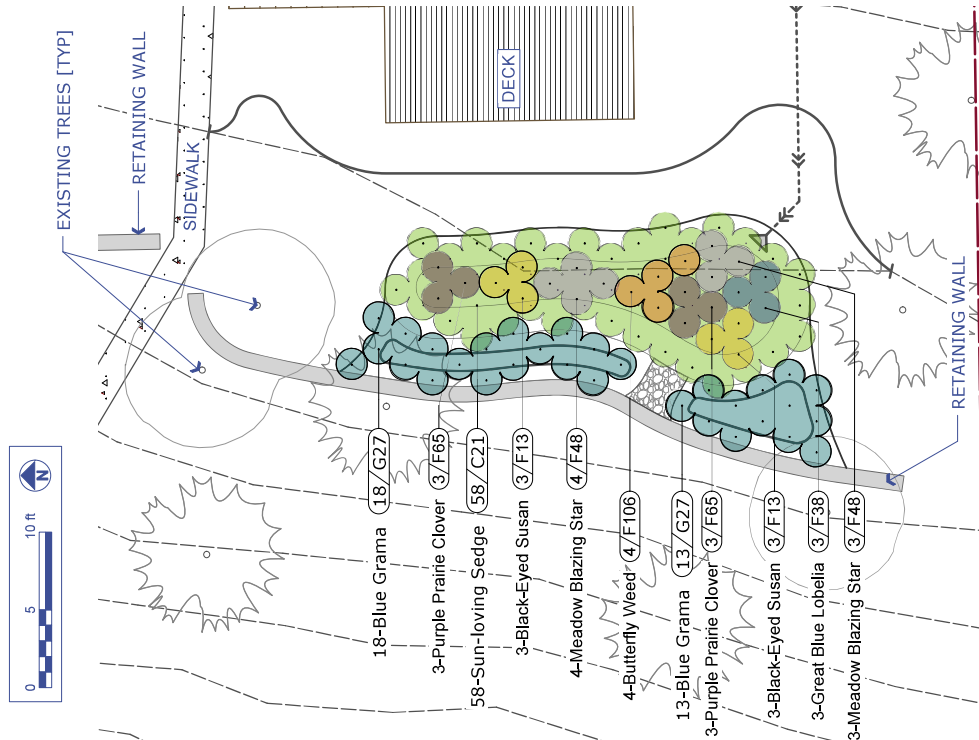 EXISTING TREES [TYP]
RETAINING WALL
SIDEWALK
DECK
RETAINING WALL
N
0 5 10 ft
18/G27
18-Blue Grama
3/F65
3-Purple Prairie Clover
58/C21
58-Sun-loving Sedge
3/F13
3-Black-Eyed Susan
4/F48
4-Meadow Blazing Star
4/F106
4-Butterfly Weed
13/G27
13-Blue Grama
3/F65
3-Purple Prairie Clover
3/F13
3-Black-Eyed Susan
3/F38
3-Great Blue Lobelia
3/F48
3-Meadow Blazing Star